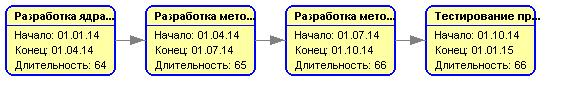 Разработка ядра...
Начало: 01.01.14
Конец: 01.04.14
Длительность: 64
Разработка мето...
Начало: 01.04.14
Конец: 01.07.14
Длительность: 65
Разработка мето...
Начало: 01.07.14
Конец: 01.10.14
Длительность: 66
Тестирование пр...
Начало: 01.10.14
Конец: 01.01.15
Длительность: 66